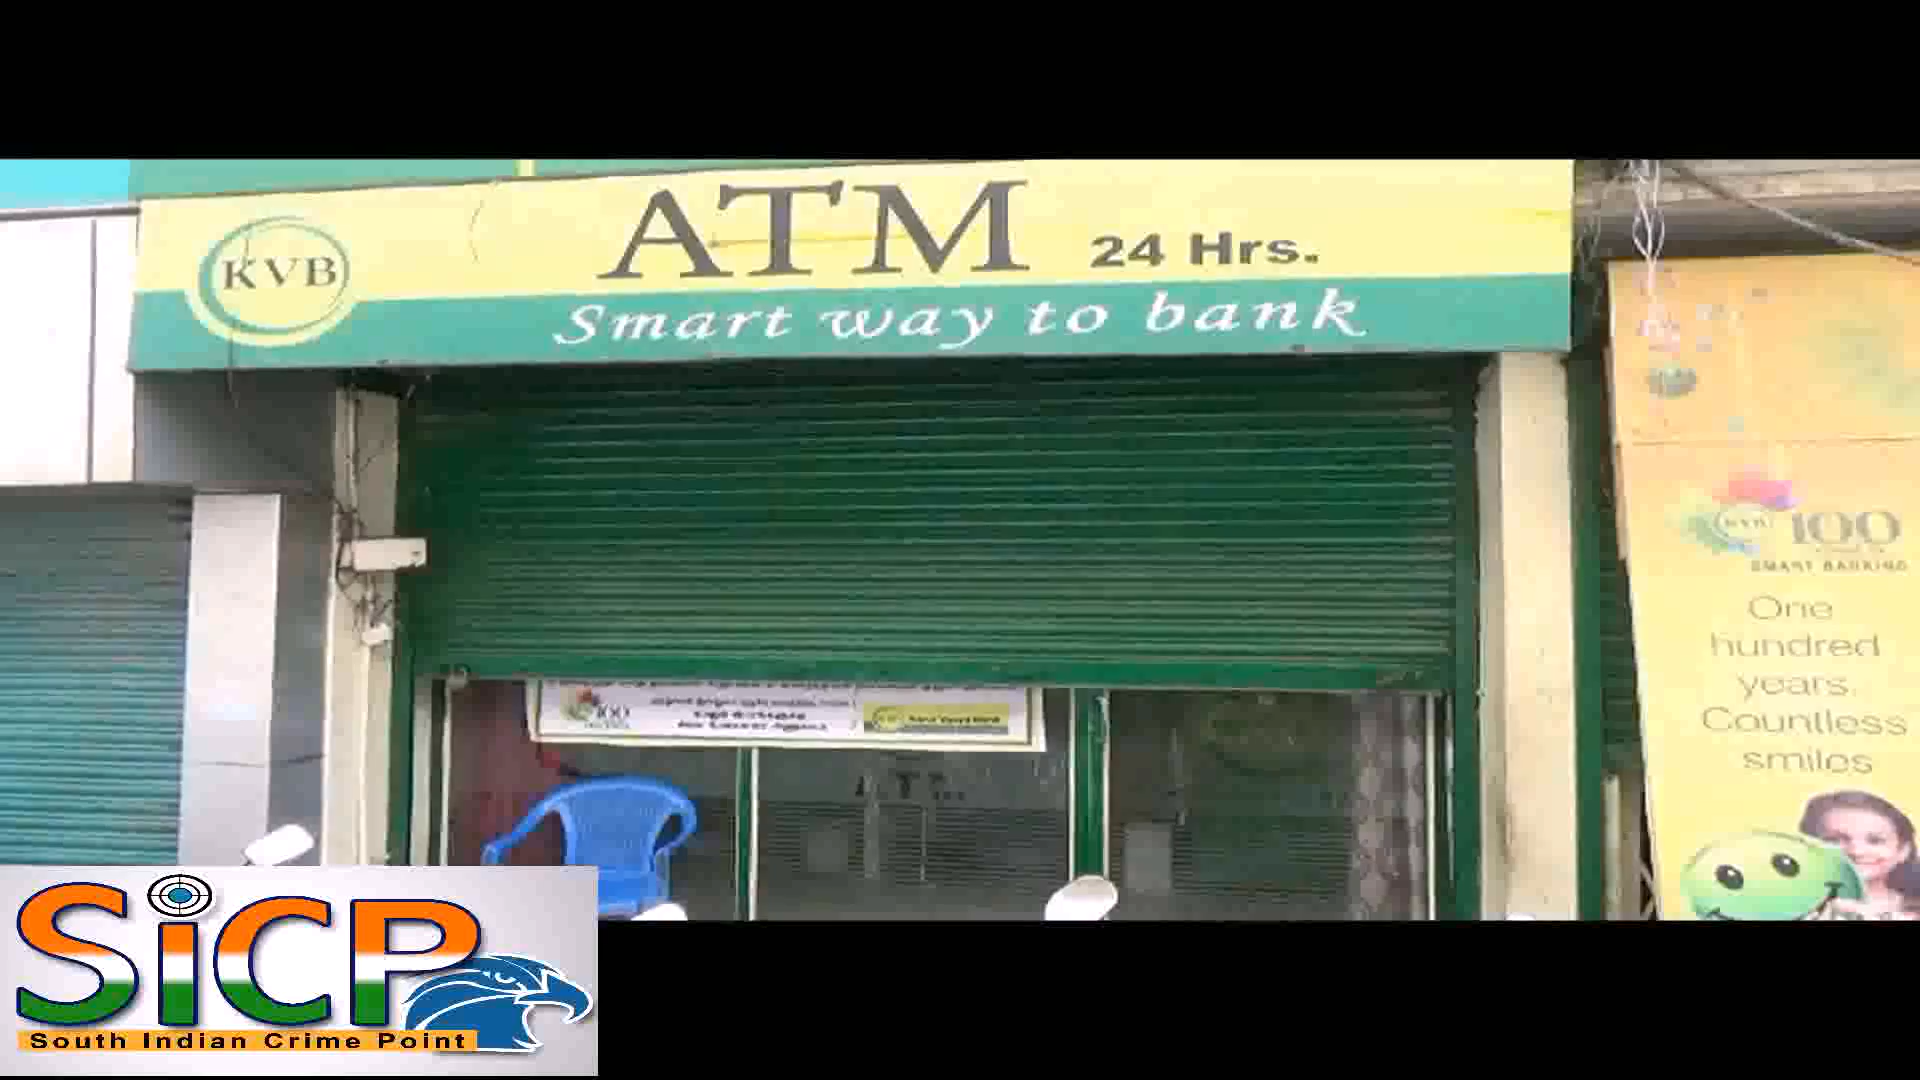 KVB
ATM 24 Hrs.
Smart way to bank
100
KVB 100
SMART BANKING
One
hundred
years.
Countless
smiles
SiCP
South Indian Crime Point